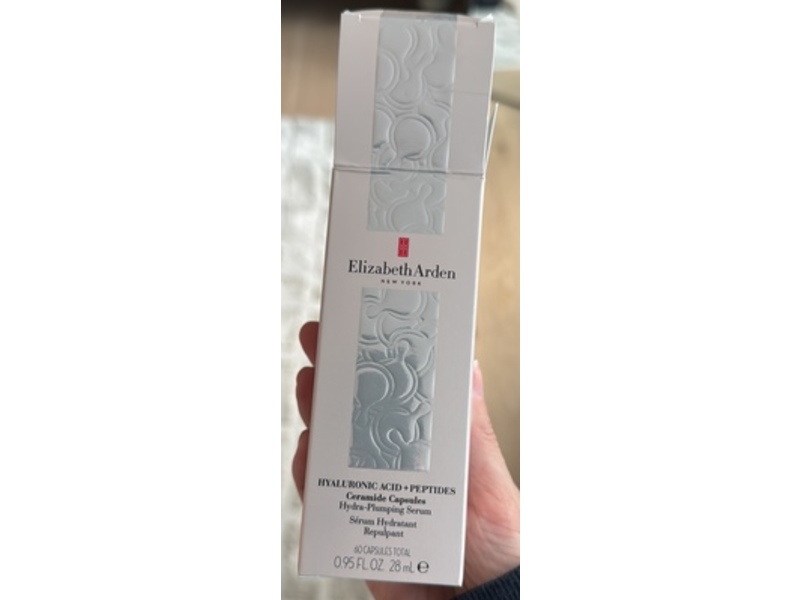 ElizabethArden
NEW YORK
HYALURONIC ACID + PEPTIDES
Ceramide Capsules
Hydra-Plumping Serum
Sérum Hydratant
Repulpant
60 CAPSULES TOTAL
0.95 FL.OZ. 28 mL ℮